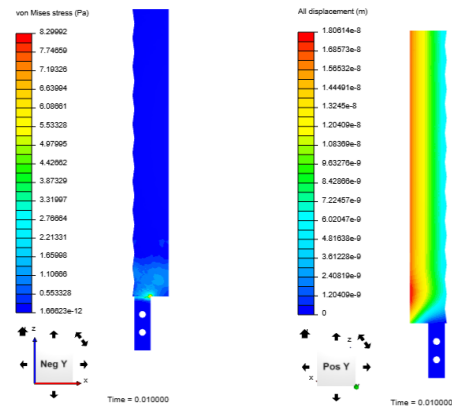 von Mises stress (Pa)
8.29992
7.74659
7.19326
6.63994
6.08661
5.53328
4.97995
4.42662
3.87329
3.31997
2.76664
2.21331
1.65998
1.10666
0.553328
1.66623e-12
z
Neg Y
x
Time = 0.010000
All displacement (m)
1.80614e-8
1.68573e-8
1.56532e-8
1.44491e-8
1.3245e-8
1.20409e-8
1.08369e-8
9.63276e-9
8.42866e-9
7.22457e-9
6.02047e-9
4.81638e-9
3.61228e-9
2.40819e-9
1.20409e-9
0
z
Pos Y
x
Time = 0.010000